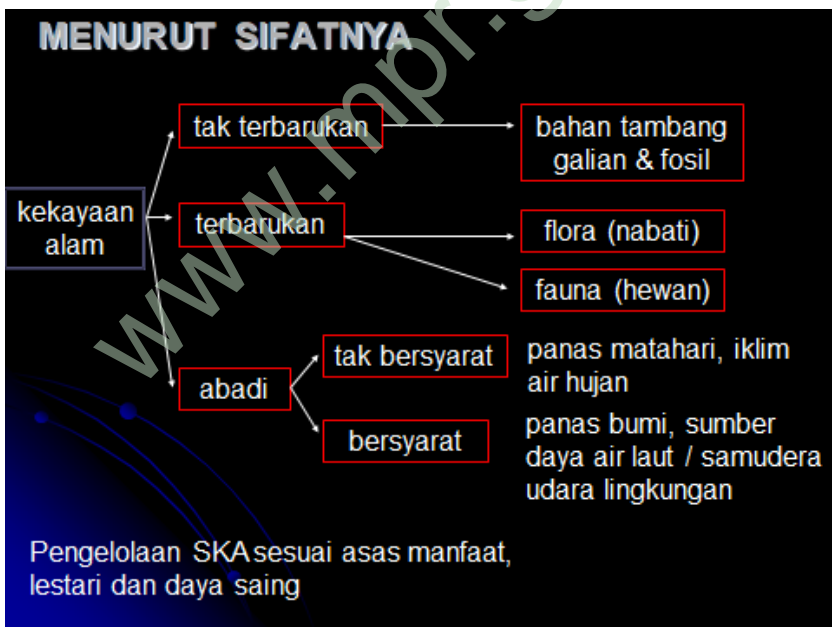 MENURUT SIFATNYA
www.mpr.g
tak terbarukan
bahan tambang
galian & fosil
kekayaan
alam
terbarukan
flora (nabati)
fauna (hewan)
abadi
tak bersyarat
panas matahari, iklim
air hujan
bersyarat
panas bumi, sumber
daya air laut / samudera
udara lingkungan
Pengelolaan SKA sesuai asas manfaat,
lestari dan daya saing